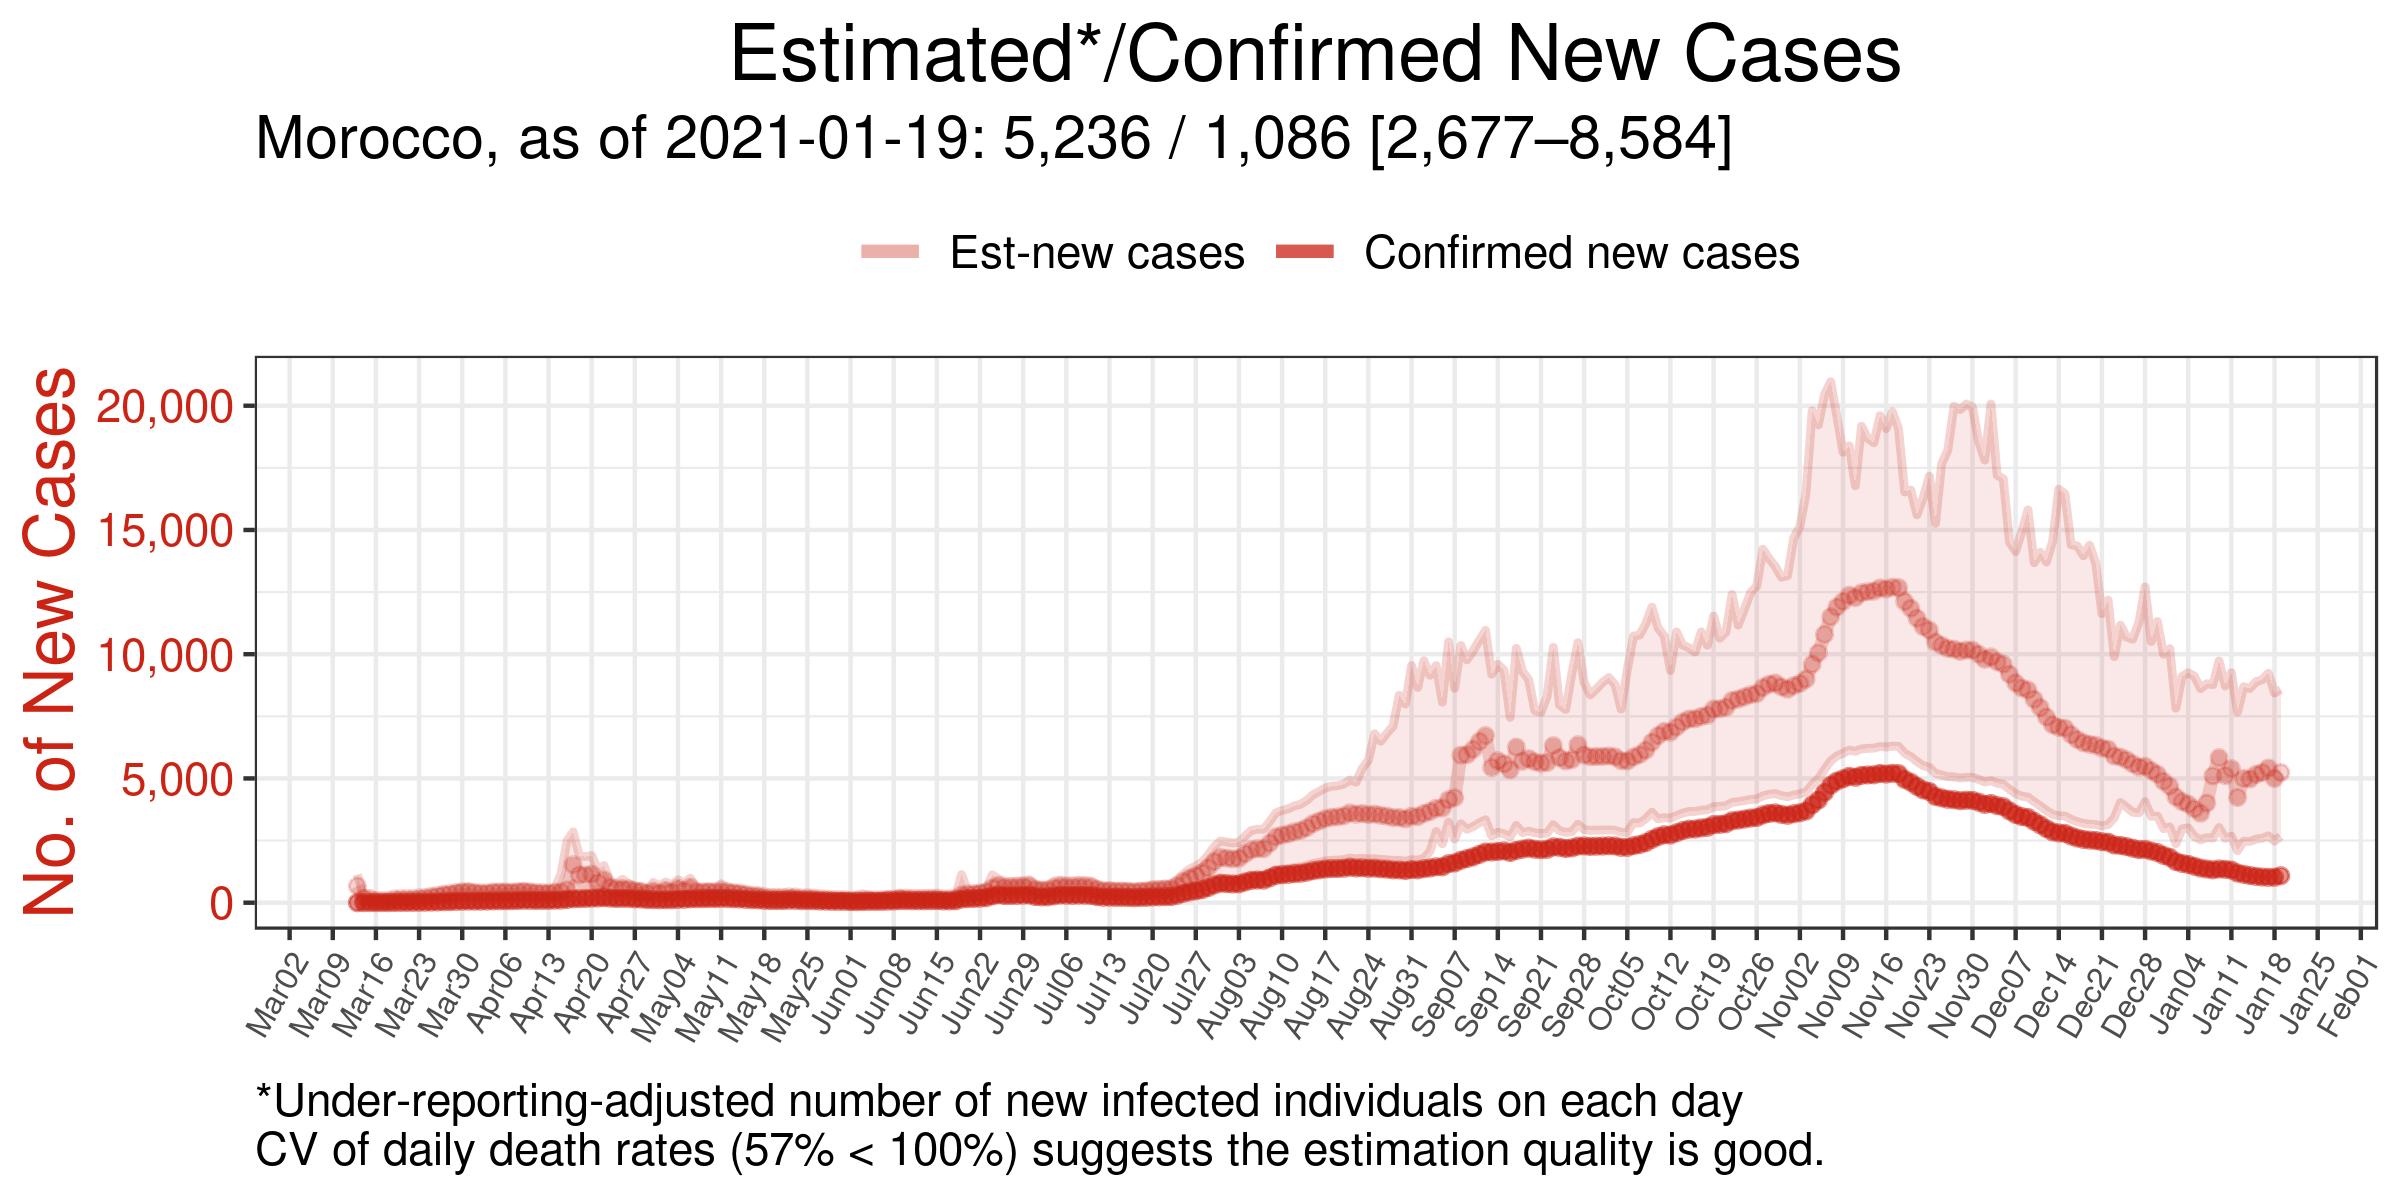 Estimated*/Confirmed New Cases
Morocco, as of 2021-01-19: 5,236 / 1,086 [2,677–8,584]
Est-new cases Confirmed new cases
No. of New Cases
20,000
15,000
10,000
5,000
0
Mar02 Mar09 Mar16 Mar23 Mar30 Apr06 Apr13 Apr20 Apr27 May04 May11 May18 May25 Jun01 Jun08 Jun15 Jun22 Jun29 Jul06 Jul13 Jul20 Jul27 Aug03 Aug10 Aug17 Aug24 Aug31 Sep07 Sep14 Sep21 Sep28 Oct05 Oct12 Oct19 Oct26 Nov02 Nov09 Nov16 Nov23 Nov30 Dec07 Dec14 Dec21 Dec28 Jan04 Jan11 Jan18 Jan25 Feb01
*Under-reporting-adjusted number of new infected individuals on each day
CV of daily death rates (57% < 100%) suggests the estimation quality is good.